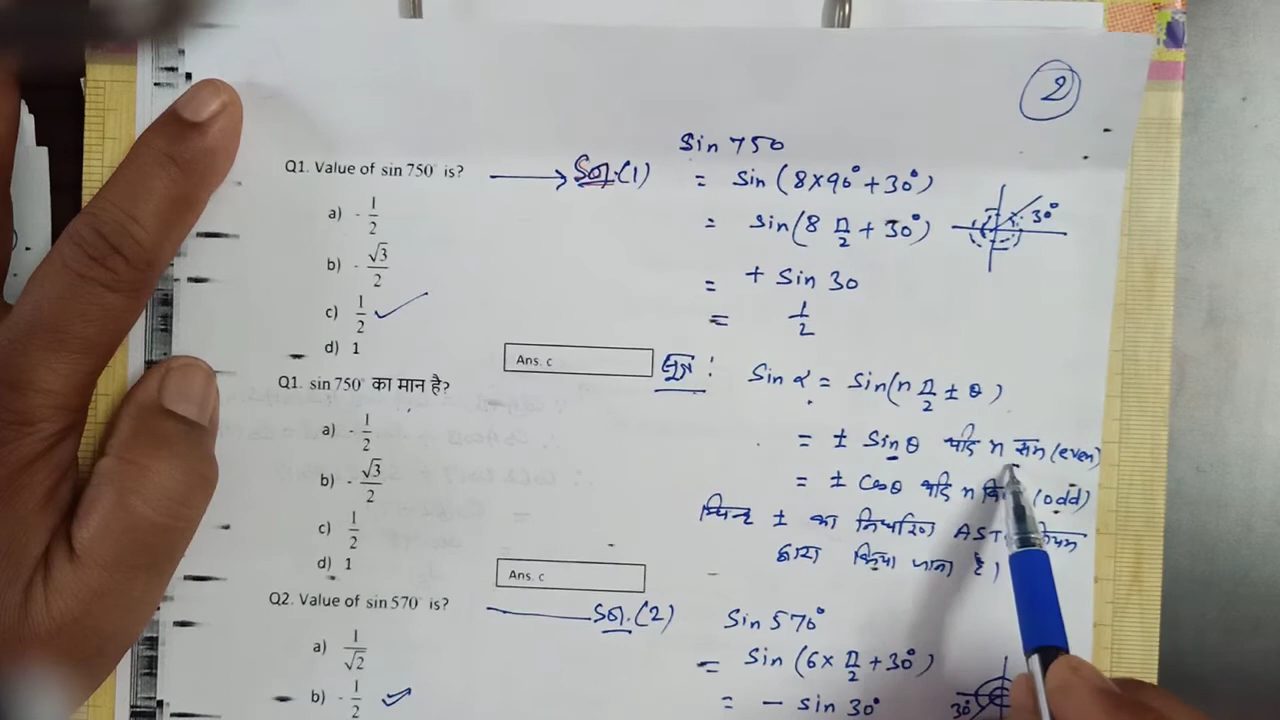 2
Q1. Value of sin 750° is?
a) -1/2
b) -√3/2
c) 1/2
d) 1
Ans. c
Q1. sin 750° का मान है?
a) -1/2
b) -√3/2
c) 1/2
d) 1
Ans. c
Q2. Value of sin 570° is?
a) 1/√2
b) -1/2
Sol.(1)
Sin 750
= Sin (8×90°+30°)
= Sin(8 π/2 + 30°)
30°
= + Sin 30
= 1/2
सूत्र : Sin α = Sin(n π/2 ± θ)
= ± Sin θ यदि n सम (even)
= ± Cos θ यदि n (odd)
चिन्ह ± का निर्धारण
द्वारा किया जाता है।
Sol.(2)
Sin 570°
= Sin (6× π/2 + 30°)
= - sin 30°
30°